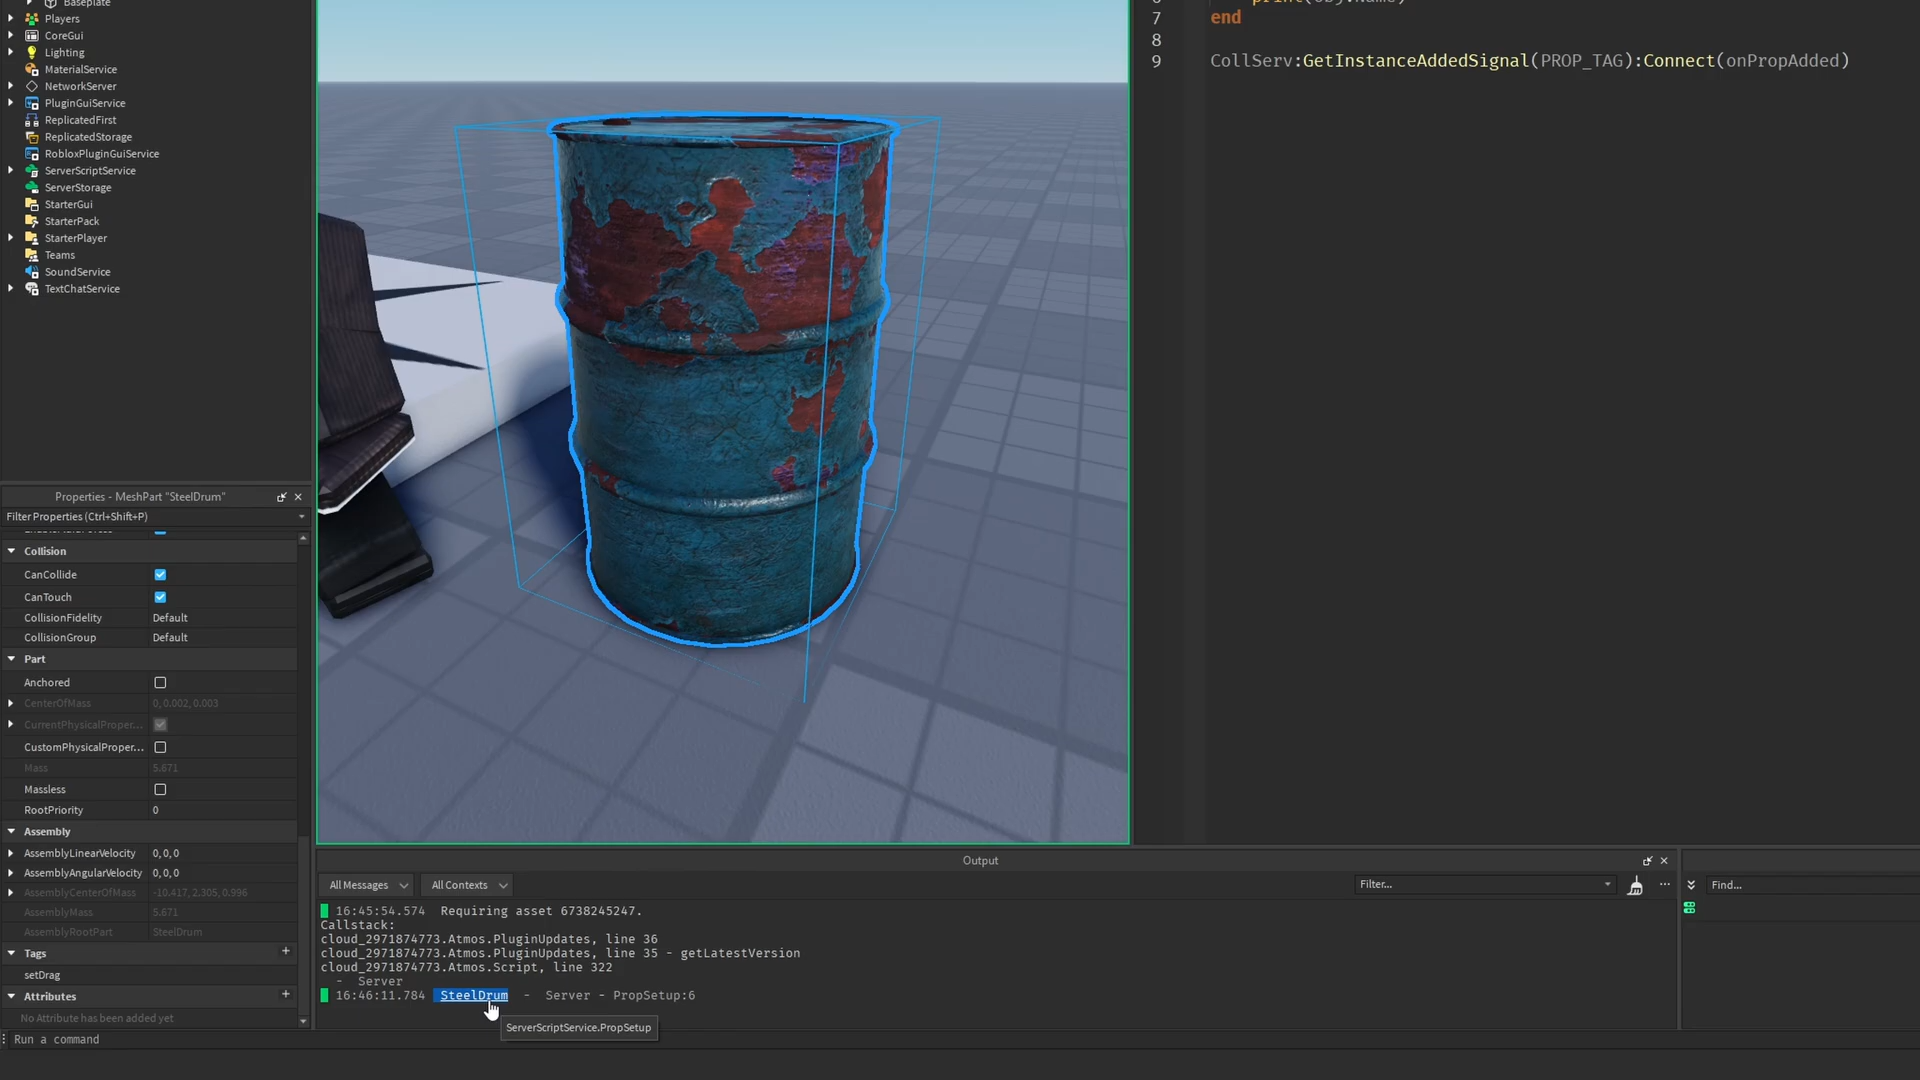 Baseplate
Players
CoreGui
Lighting
MaterialService
NetworkServer
PluginGuiService
ReplicatedFirst
ReplicatedStorage
RobloxPluginGuiService
ServerScriptService
ServerStorage
StarterGui
StarterPack
StarterPlayer
Teams
SoundService
TextChatService
Properties - MeshPart "SteelDrum"
Filter Properties (Ctrl+Shift+P)
Collision
CanCollide
CanTouch
CollisionFidelity Default
CollisionGroup Default
Part
Anchored
CenterOfMass 0, 0.002, 0.003
CurrentPhysicalProper...
CustomPhysicalProper...
Mass 5.671
Massless
RootPriority 0
Assembly
AssemblyLinearVelocity 0, 0, 0
AssemblyAngularVelocity 0, 0, 0
AssemblyCenterOfMass -10.417, 2.305, 0.996
AssemblyMass 5.671
AssemblyRootPart SteelDrum
Tags +
setDrag
Attributes +
No Attribute has been added yet
Run a command
7 end
8
9 CollServ:GetInstanceAddedSignal(PROP_TAG):Connect(onPropAdded)
Output
All Messages All Contexts Filter... ...
16:45:54.574 Requiring asset 6738245247.
Callstack:
cloud_2971874773.Atmos.PluginUpdates, line 36
cloud_2971874773.Atmos.PluginUpdates, line 35 - getLatestVersion
cloud_2971874773.Atmos.Script, line 322
- Server
16:46:11.784 SteelDrum - Server - PropSetup:6
ServerScriptService.PropSetup
Find...